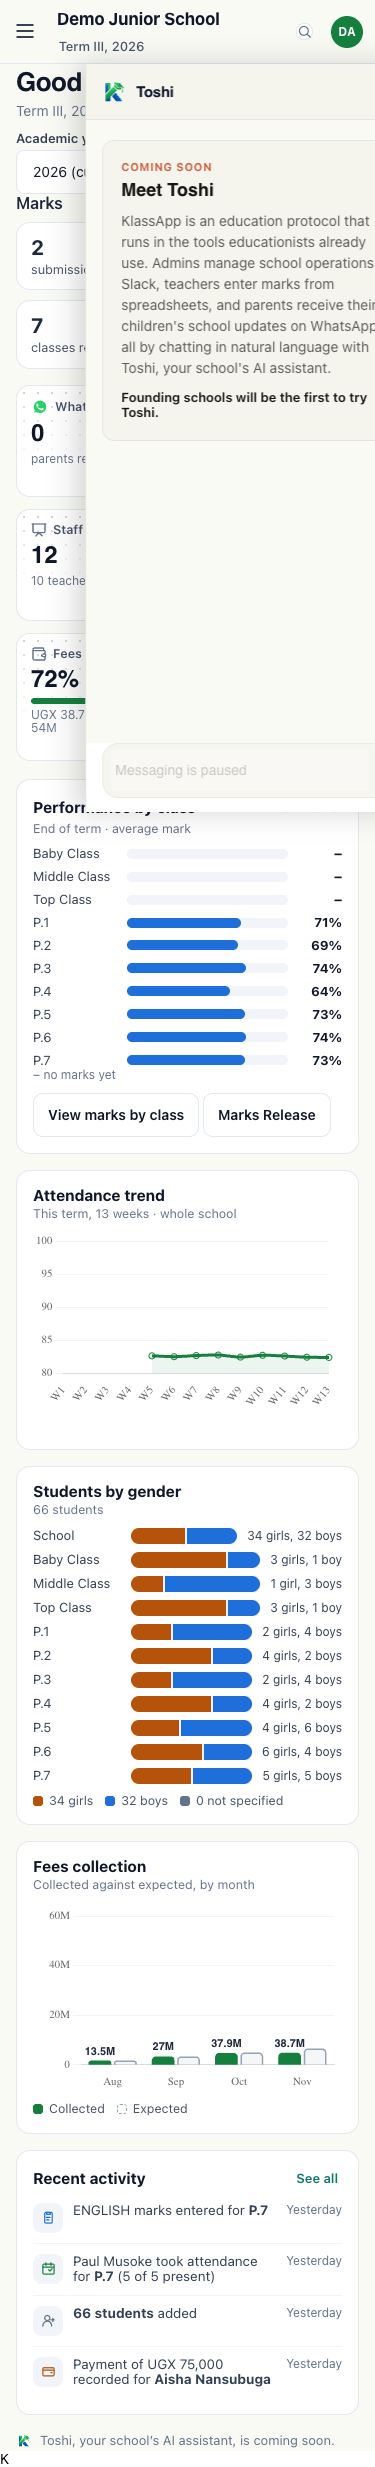 Demo Junior School
Term III, 2026
DA
Good
Term III, 20
Academic y
2026 (cu
Marks
2
submissi
7
classes re
What
0
parents re
Staff
12
10 teache
Fees
72%
UGX 38.7
54M
Toshi
COMING SOON
Meet Toshi
KlassApp is an education protocol that
runs in the tools educationists already
use. Admins manage school operations
Slack, teachers enter marks from
spreadsheets, and parents receive their
children's school updates on WhatsApp
all by chatting in natural language with
Toshi, your school's AI assistant.
Founding schools will be the first to try
Toshi.
Messaging is paused
Performance by class
End of term · average mark
Baby Class –
Middle Class –
Top Class –
P.1 71%
P.2 69%
P.3 74%
P.4 64%
P.5 73%
P.6 74%
P.7 73%
– no marks yet
View marks by class Marks Release
Attendance trend
This term, 13 weeks · whole school
100
95
90
85
80
W1 W2 W3 W4 W5 W6 W7 W8 W9 W10 W11 W12 W13
Students by gender
66 students
School 34 girls, 32 boys
Baby Class 3 girls, 1 boy
Middle Class 1 girl, 3 boys
Top Class 3 girls, 1 boy
P.1 2 girls, 4 boys
P.2 4 girls, 2 boys
P.3 2 girls, 4 boys
P.4 4 girls, 2 boys
P.5 4 girls, 6 boys
P.6 6 girls, 4 boys
P.7 5 girls, 5 boys
34 girls 32 boys 0 not specified
Fees collection
Collected against expected, by month
60M
40M
20M
0
13.5M 27M 37.9M 38.7M
Aug Sep Oct Nov
Collected Expected
Recent activity See all
ENGLISH marks entered for P.7 Yesterday
Paul Musoke took attendance Yesterday
for P.7 (5 of 5 present)
66 students added Yesterday
Payment of UGX 75,000 Yesterday
recorded for Aisha Nansubuga
Toshi, your school's AI assistant, is coming soon.
K